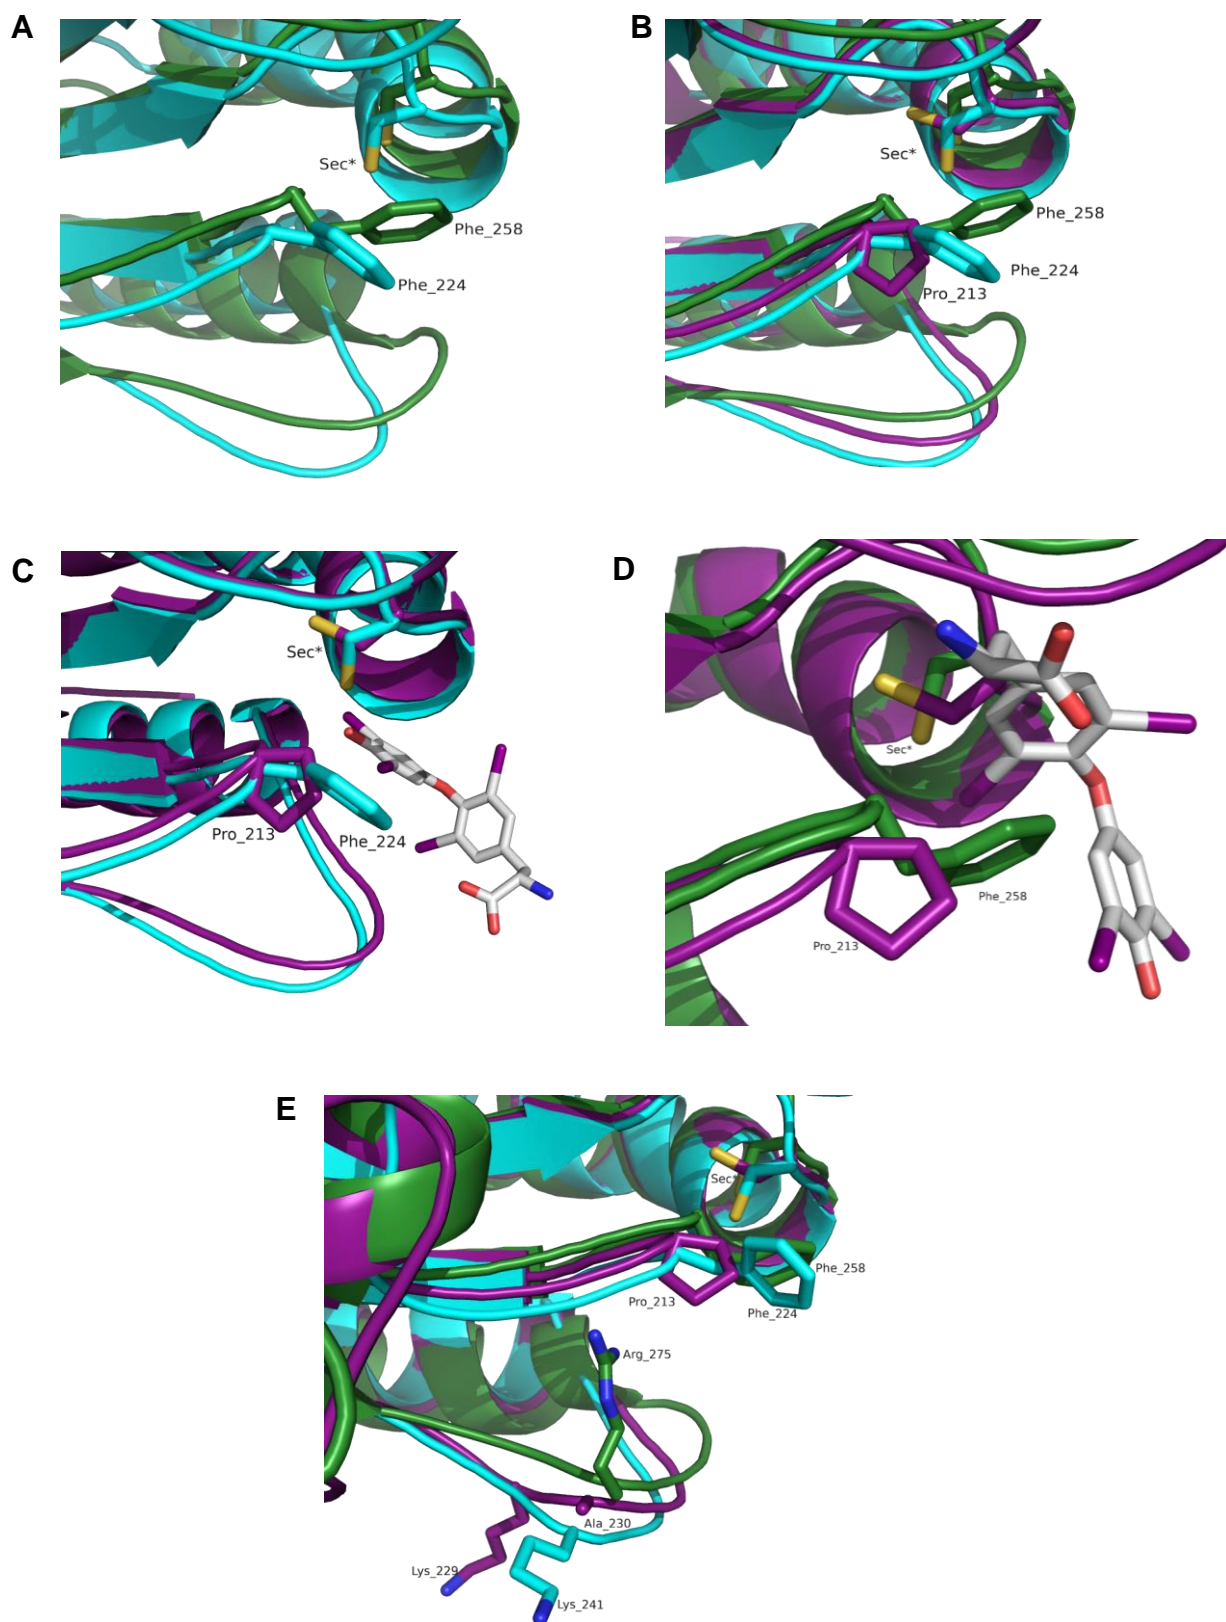 A
Sec*
Phe_258
Phe_224
B
Sec*
Phe_258
Phe_224
Pro_213
C
Sec*
Pro_213
Phe_224
D
Sec*
Phe_258
Pro_213
E
Sec*
Phe_258
Pro_213
Phe_224
Arg_275
Ala_230
Lys_229
Lys_241